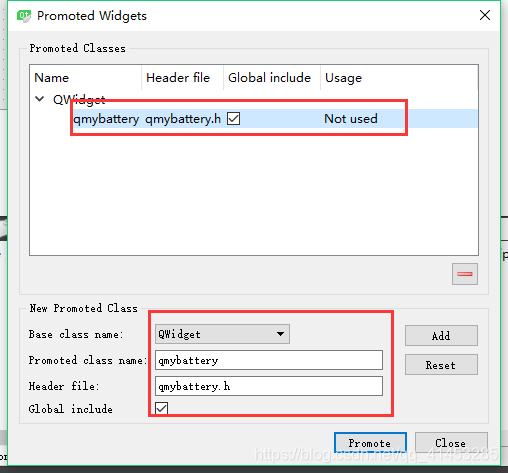 Promoted Widgets
Promoted Classes
Name Header file Global include Usage
QWidget
qmybattery qmybattery.h Not used
New Promoted Class
Base class name: QWidget
Add
Promoted class name: qmybattery
Reset
Header file: qmybattery.h
Global include
Promote Close
https://blog.csdn.net/qq_41453285